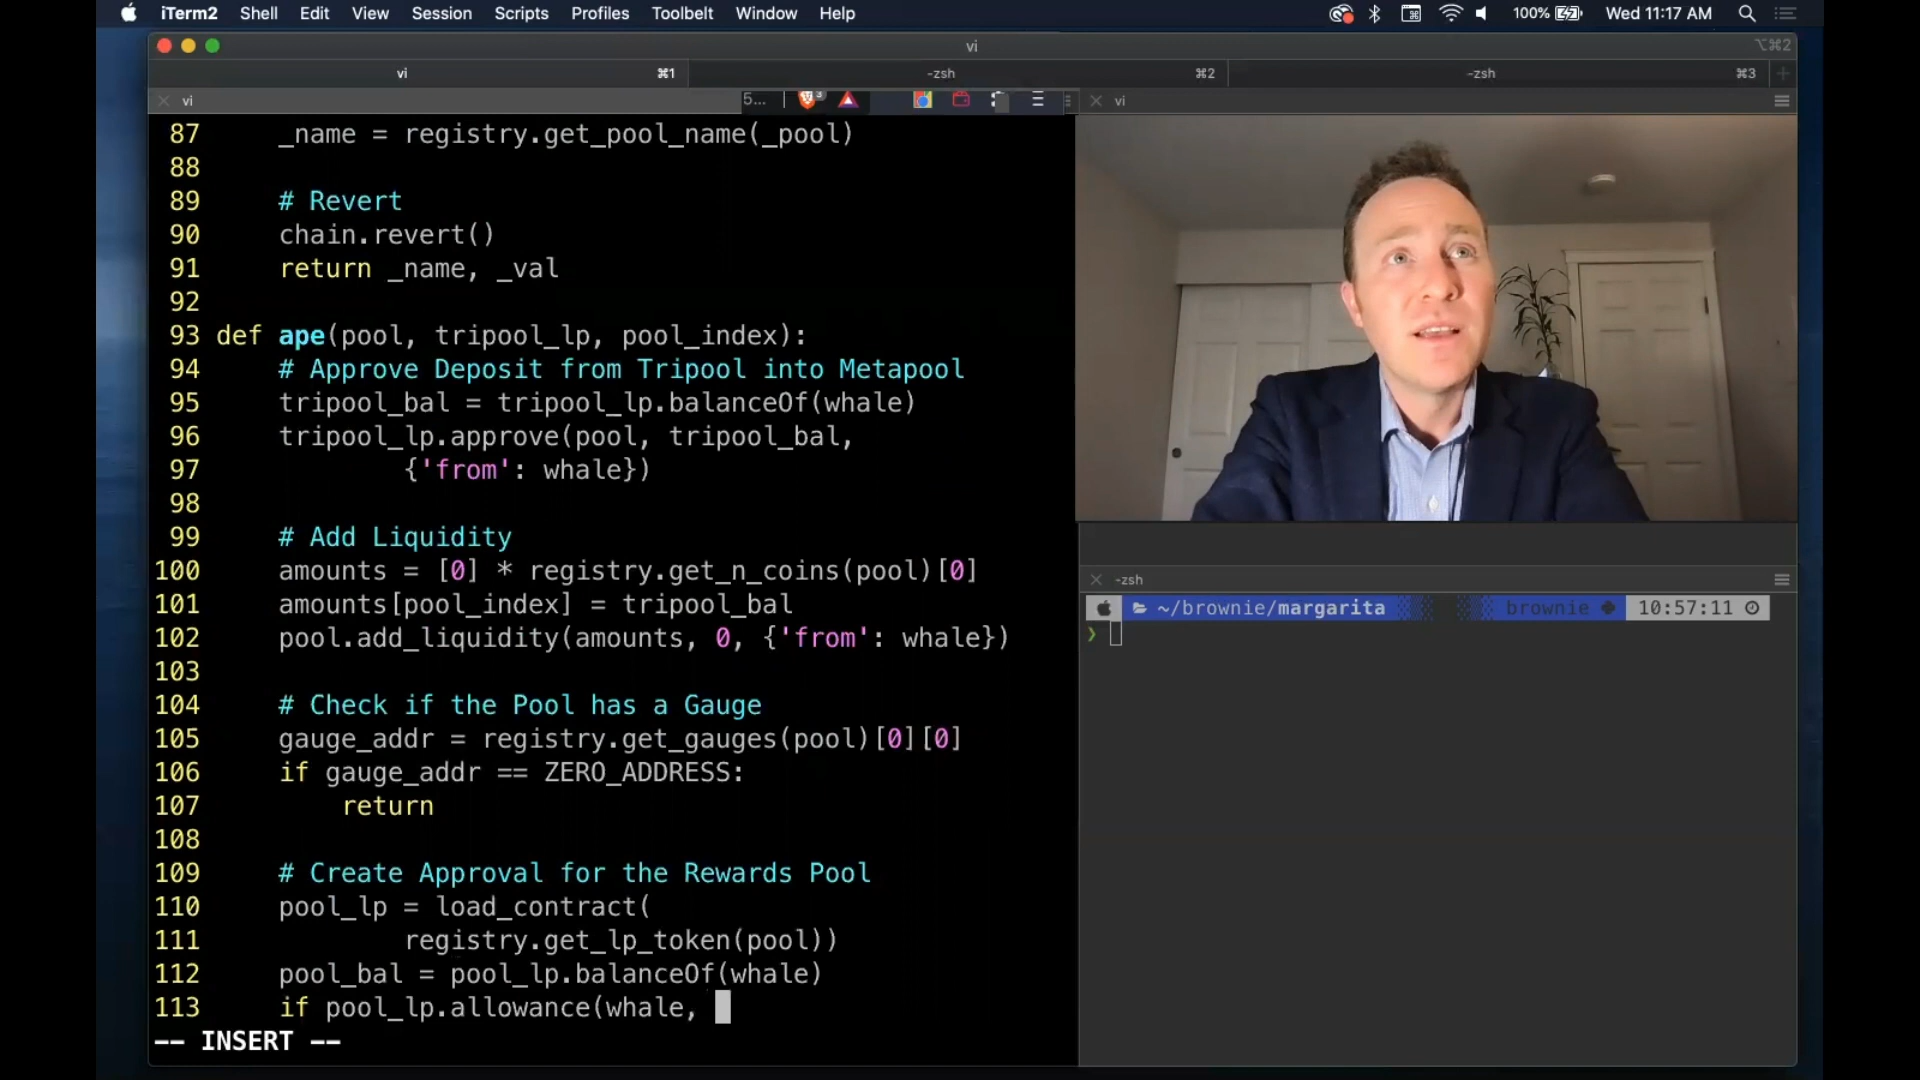 iTerm2 Shell Edit View Session Scripts Profiles Toolbelt Window Help 100% Wed 11:17 AM
vi ⌥⌘2
vi ⌘1 -zsh ⌘2 -zsh ⌘3
vi 5... 3 vi
87 _name = registry.get_pool_name(_pool)
88
89 # Revert
90 chain.revert()
91 return _name, _val
92
93 def ape(pool, tripool_lp, pool_index):
94 # Approve Deposit from Tripool into Metapool
95 tripool_bal = tripool_lp.balanceOf(whale)
96 tripool_lp.approve(pool, tripool_bal,
97 {'from': whale})
98
99 # Add Liquidity
100 amounts = [0] * registry.get_n_coins(pool)[0]
101 amounts[pool_index] = tripool_bal
102 pool.add_liquidity(amounts, 0, {'from': whale})
103
104 # Check if the Pool has a Gauge
105 gauge_addr = registry.get_gauges(pool)[0][0]
106 if gauge_addr == ZERO_ADDRESS:
107 return
108
109 # Create Approval for the Rewards Pool
110 pool_lp = load_contract(
111 registry.get_lp_token(pool))
112 pool_bal = pool_lp.balanceOf(whale)
113 if pool_lp.allowance(whale,
-- INSERT --
-zsh
~/brownie/margarita brownie 10:57:11
❯